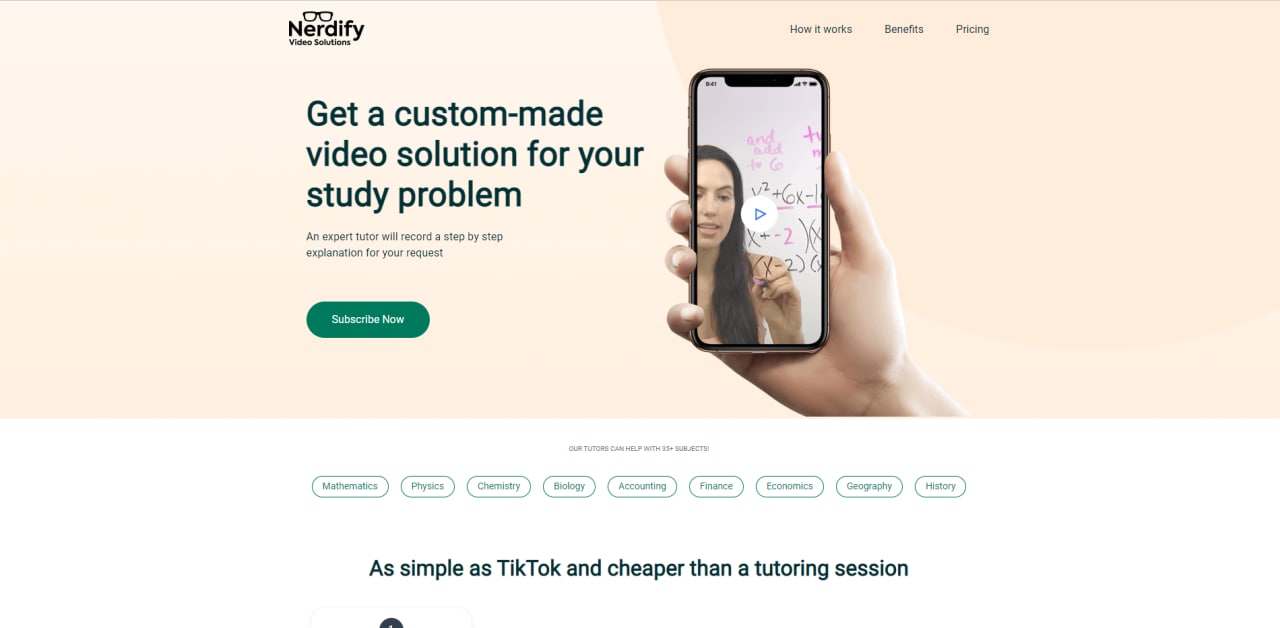 Nerdify
Video Solutions
How it works
Benefits
Pricing
Get a custom-made
video solution for your
study problem
An expert tutor will record a step by step
explanation for your request
Subscribe Now
9:41
and
add
to 6
x²+6x-1
x+-2)(x
(x-2)(x
OUR TUTORS CAN HELP WITH 35+ SUBJECTS!
Mathematics
Physics
Chemistry
Biology
Accounting
Finance
Economics
Geography
History
As simple as TikTok and cheaper than a tutoring session